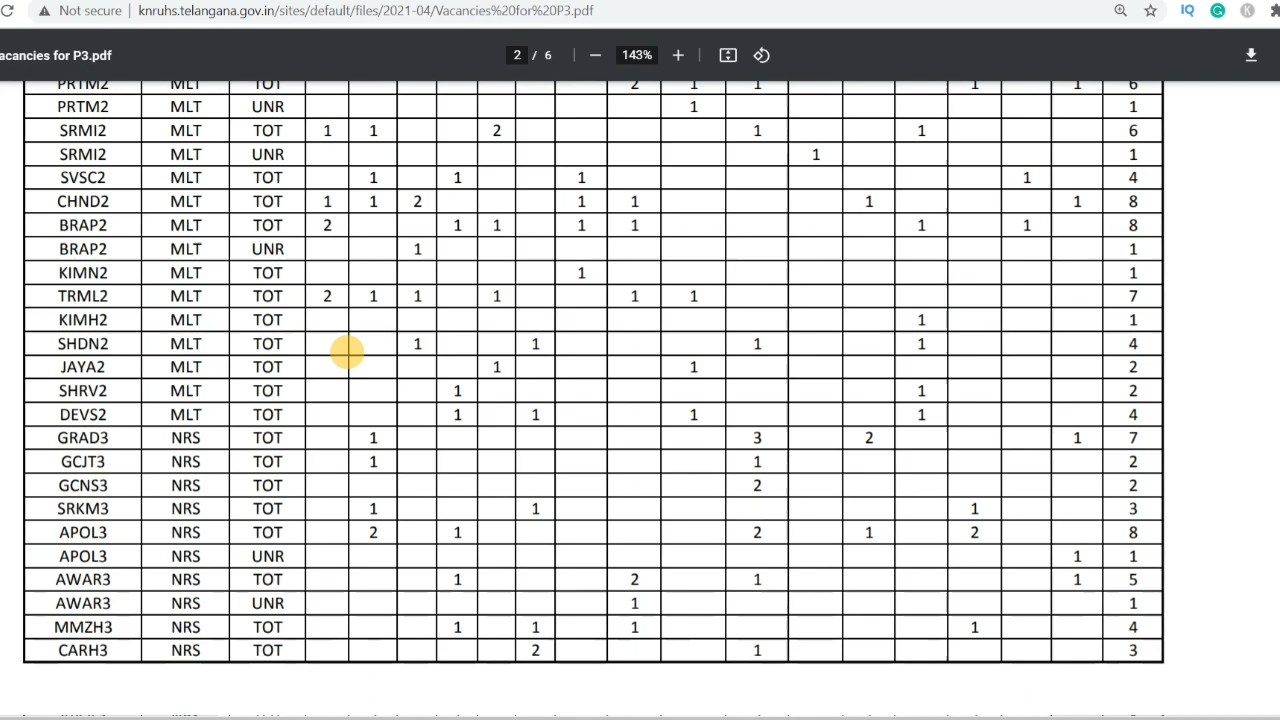 Not secure | knruhs.telangana.gov.in/sites/default/files/2021-04/Vacancies%20for%20P3.pdf IQ G K
acancies for P3.pdf 2 / 6 143%
PRTM2 MLT TOT 2 1 1 1 1 6
PRTM2 MLT UNR 1 1
SRMI2 MLT TOT 1 1 2 1 1 6
SRMI2 MLT UNR 1 1
SVSC2 MLT TOT 1 1 1 1 4
CHND2 MLT TOT 1 1 2 1 1 1 1 8
BRAP2 MLT TOT 2 1 1 1 1 1 1 8
BRAP2 MLT UNR 1 1
KIMN2 MLT TOT 1 1
TRML2 MLT TOT 2 1 1 1 1 1 7
KIMH2 MLT TOT 1 1
SHDN2 MLT TOT 1 1 1 1 4
JAYA2 MLT TOT 1 1 2
SHRV2 MLT TOT 1 1 2
DEVS2 MLT TOT 1 1 1 1 4
GRAD3 NRS TOT 1 3 2 1 7
GCJT3 NRS TOT 1 1 2
GCNS3 NRS TOT 2 2
SRKM3 NRS TOT 1 1 1 3
APOL3 NRS TOT 2 1 2 1 2 8
APOL3 NRS UNR 1 1
AWAR3 NRS TOT 1 2 1 1 5
AWAR3 NRS UNR 1 1
MMZH3 NRS TOT 1 1 1 1 4
CARH3 NRS TOT 2 1 3